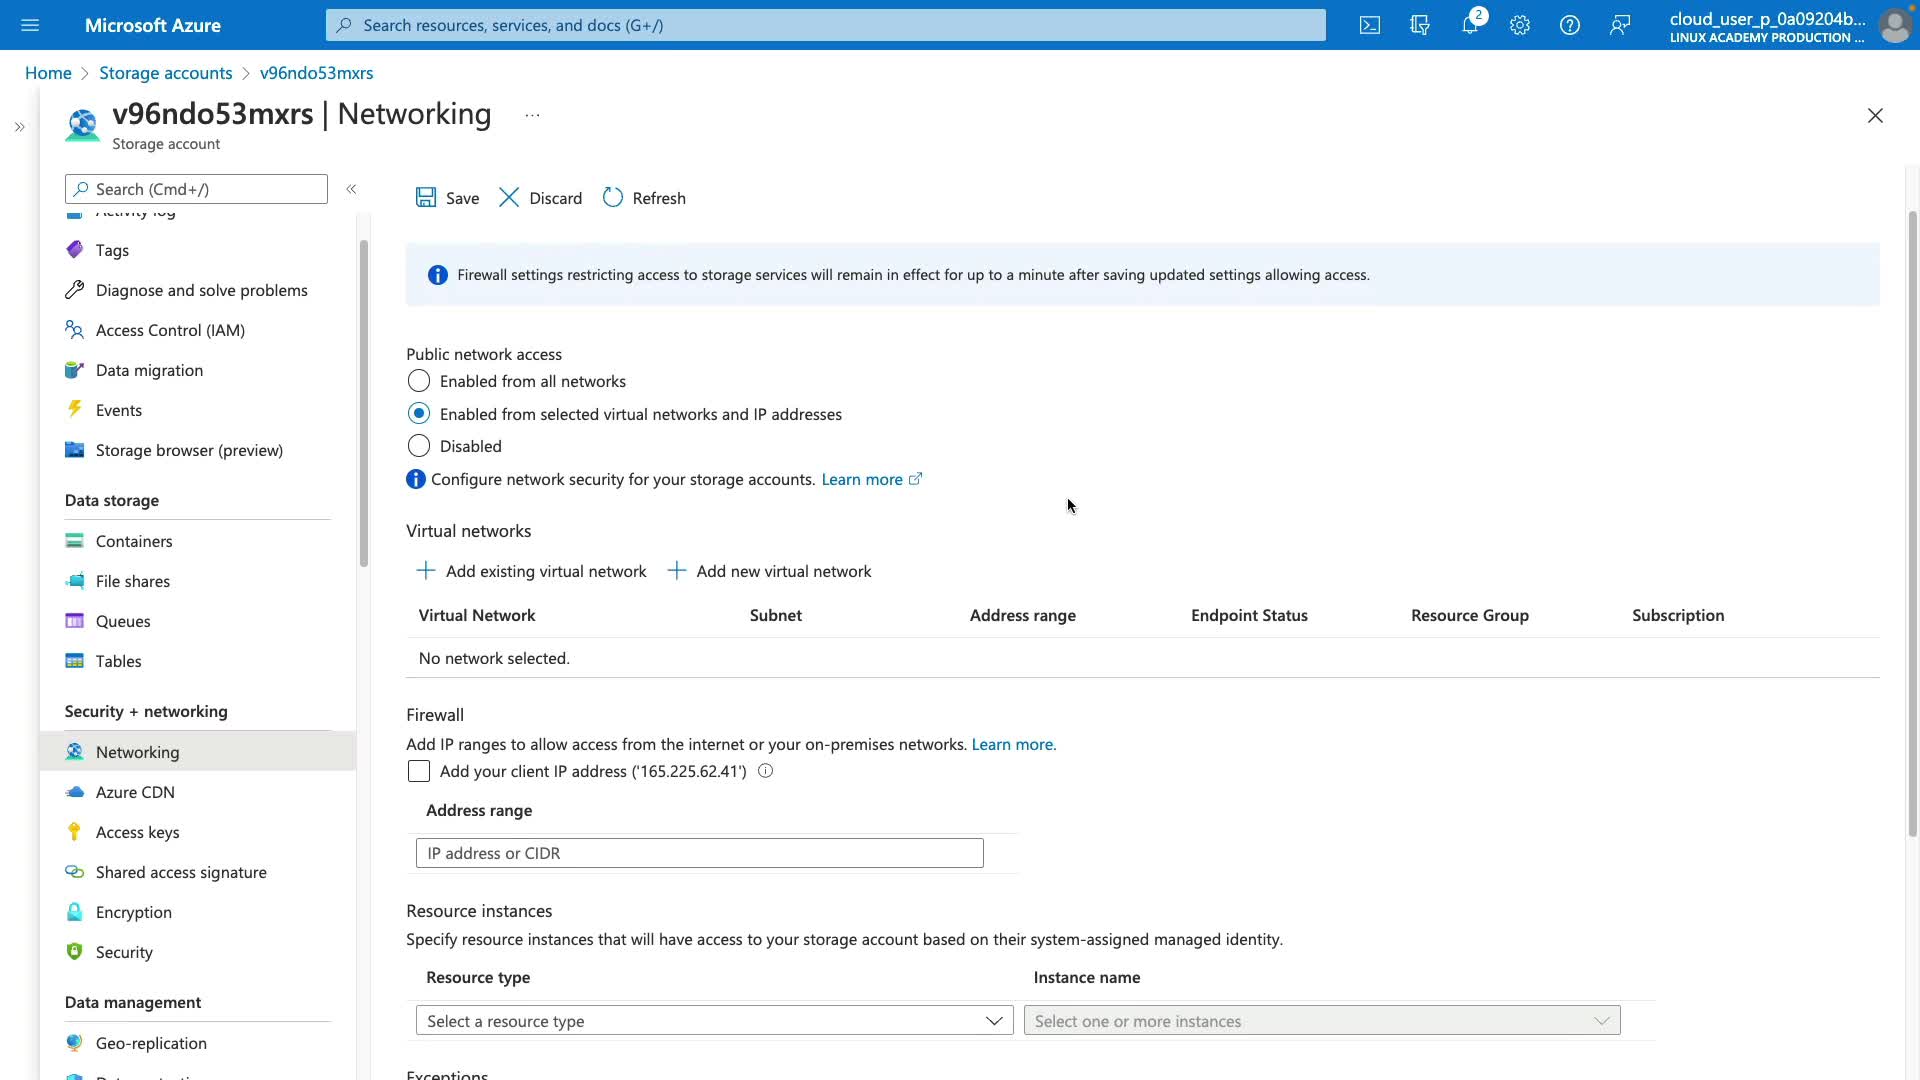 Microsoft Azure
Search resources, services, and docs (G+/)
2
cloud_user_p_0a09204b...
LINUX ACADEMY PRODUCTION ...
Home > Storage accounts > v96ndo53mxrs
v96ndo53mxrs | Networking ...
Storage account
Search (Cmd+/)
Activity log
Tags
Diagnose and solve problems
Access Control (IAM)
Data migration
Events
Storage browser (preview)
Data storage
Containers
File shares
Queues
Tables
Security + networking
Networking
Azure CDN
Access keys
Shared access signature
Encryption
Security
Data management
Geo-replication
Save Discard Refresh
Firewall settings restricting access to storage services will remain in effect for up to a minute after saving updated settings allowing access.
Public network access
Enabled from all networks
Enabled from selected virtual networks and IP addresses
Disabled
Configure network security for your storage accounts. Learn more
Virtual networks
Add existing virtual network Add new virtual network
Virtual Network Subnet Address range Endpoint Status Resource Group Subscription
No network selected.
Firewall
Add IP ranges to allow access from the internet or your on-premises networks. Learn more.
Add your client IP address ('165.225.62.41')
Address range
IP address or CIDR
Resource instances
Specify resource instances that will have access to your storage account based on their system-assigned managed identity.
Resource type Instance name
Select a resource type Select one or more instances
Exceptions